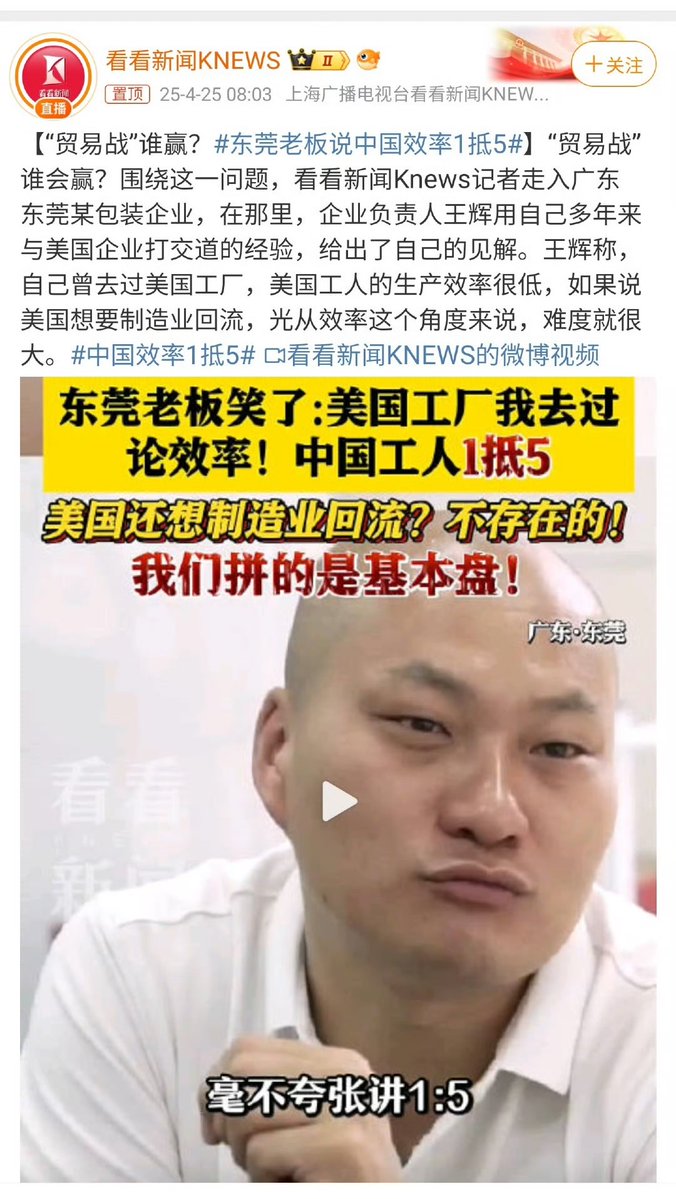 看看新闻KNEWS
II
+关注
看看新闻
直播
置顶 25-4-25 08:03 上海广播电视台看看新闻KNEW...
【“贸易战”谁赢？#东莞老板说中国效率1抵5#】“贸易战”
谁会赢？围绕这一问题，看看新闻Knews记者走入广东
东莞某包装企业，在那里，企业负责人王辉用自己多年来
与美国企业打交道的经验，给出了自己的见解。王辉称，
自己曾去过美国工厂，美国工人的生产效率很低，如果说
美国想要制造业回流，光从效率这个角度来说，难度就很
大。#中国效率1抵5# 看看新闻KNEWS的微博视频
东莞老板笑了:美国工厂我去过
论效率！中国工人1抵5
美国还想制造业回流？不存在的！
我们拼的是基本盘！
广东·东莞
看看
新闻
毫不夸张讲1:5